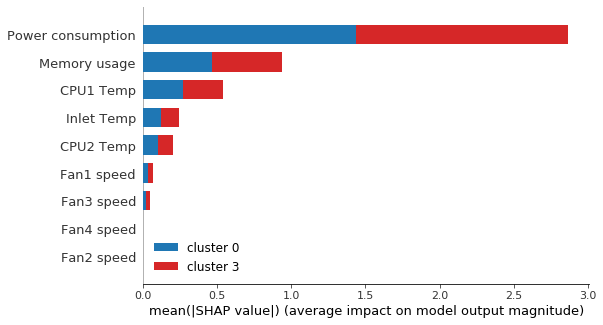 Power consumption
Memory usage
CPU1 Temp
Inlet Temp
CPU2 Temp
Fan1 speed
Fan3 speed
Fan4 speed
Fan2 speed
cluster 0
cluster 3
0.0 0.5 1.0 1.5 2.0 2.5 3.0
mean(|SHAP value|) (average impact on model output magnitude)